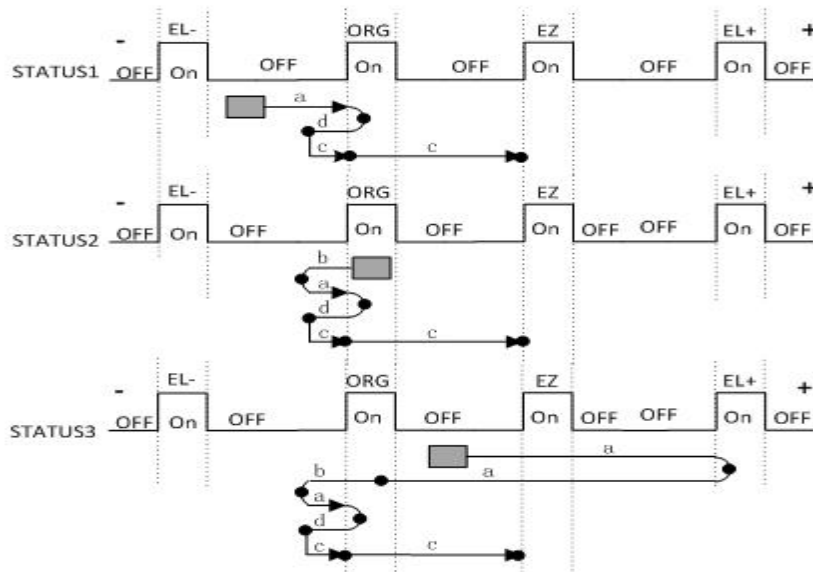 - EL- ORG EZ EL+ +
STATUS1 OFF On OFF On OFF On OFF On OFF
a
d
c c
- EL- ORG EZ EL+ +
STATUS2 OFF On OFF On OFF On OFF OFF On OFF
b
a
d
c c
- EL- ORG EZ EL+ +
STATUS3 OFF On OFF On OFF On OFF OFF On OFF
a
b a
a
d
c c